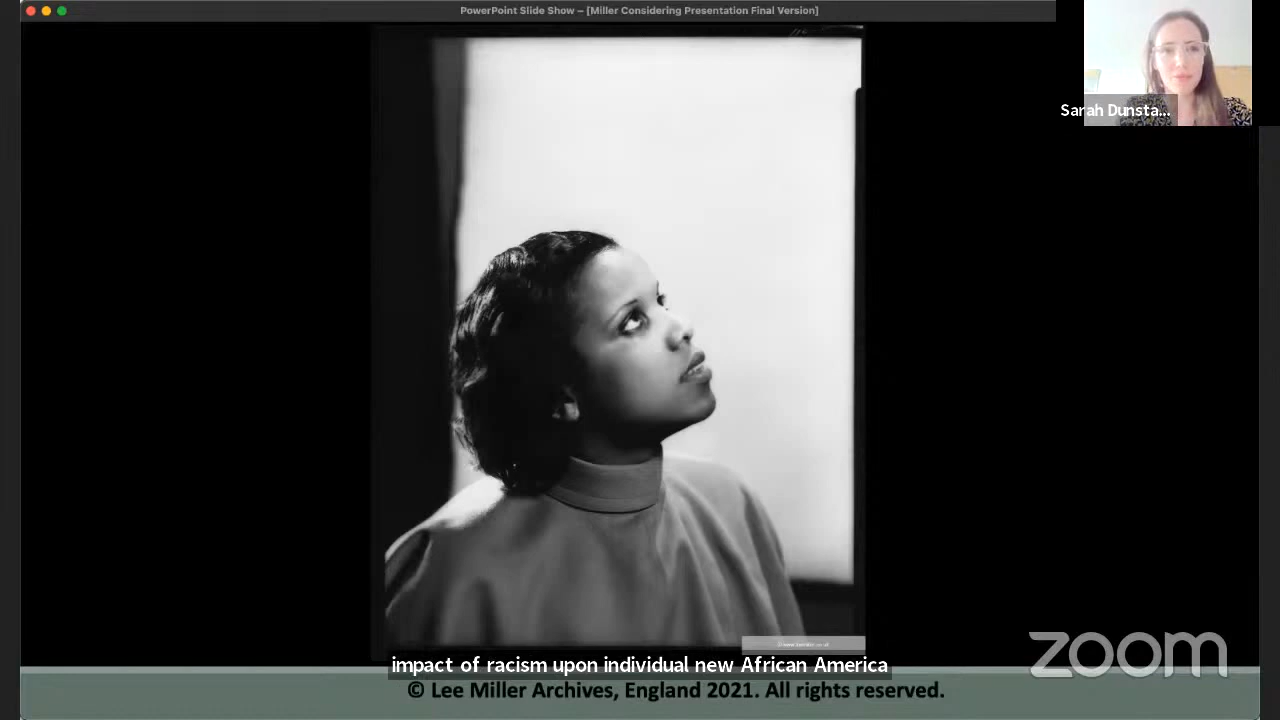 PowerPoint Slide Show – [Miller Considering Presentation Final Version]
Sarah Dunsta...
zoom
impact of racism upon individual new African America
© Lee Miller Archives, England 2021. All rights reserved.